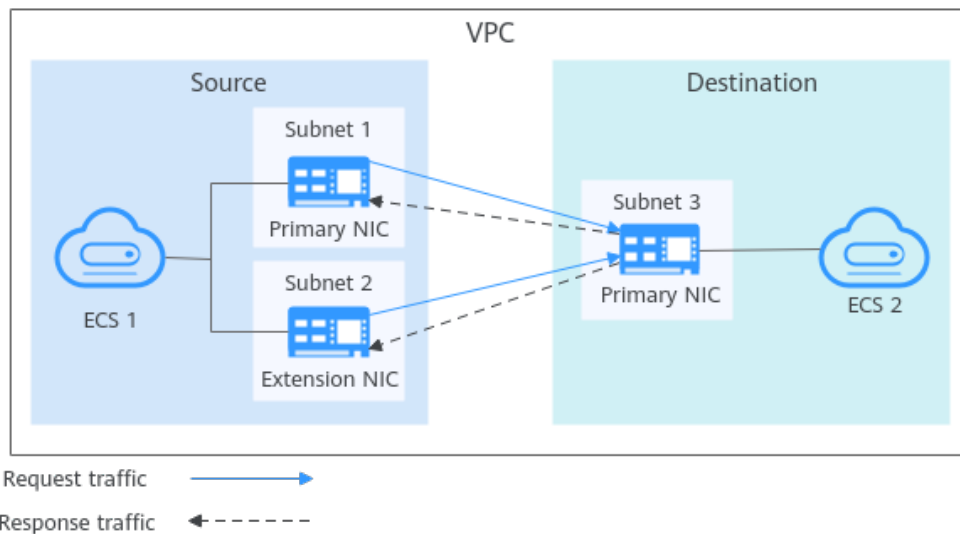 VPC
Source
Destination
Subnet 1
Primary NIC
Subnet 2
Extension NIC
ECS 1
Subnet 3
Primary NIC
ECS 2
Request traffic
Response traffic